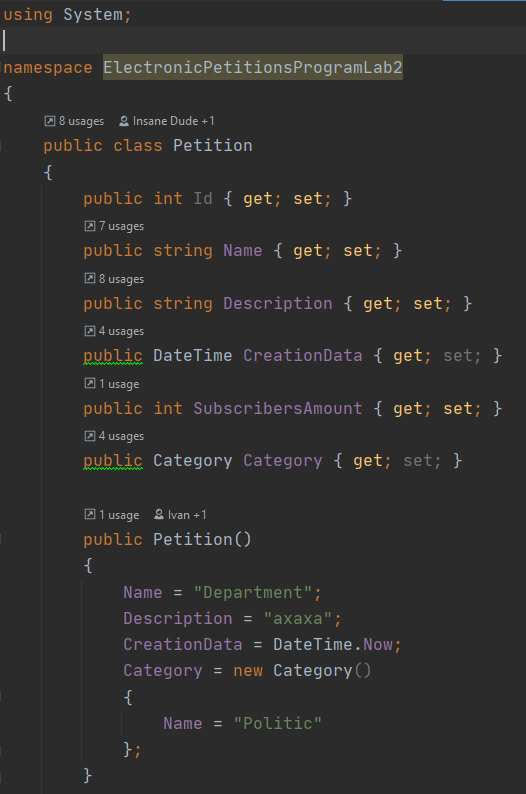 using System;
namespace ElectronicPetitionsProgramLab2
{
8 usages Insane Dude +1
public class Petition
{
public int Id { get; set; }
7 usages
public string Name { get; set; }
8 usages
public string Description { get; set; }
4 usages
public DateTime CreationData { get; set; }
1 usage
public int SubscribersAmount { get; set; }
4 usages
public Category Category { get; set; }
1 usage Ivan +1
public Petition()
{
Name = "Department";
Description = "axaxa";
CreationData = DateTime.Now;
Category = new Category()
{
Name = "Politic"
};
}